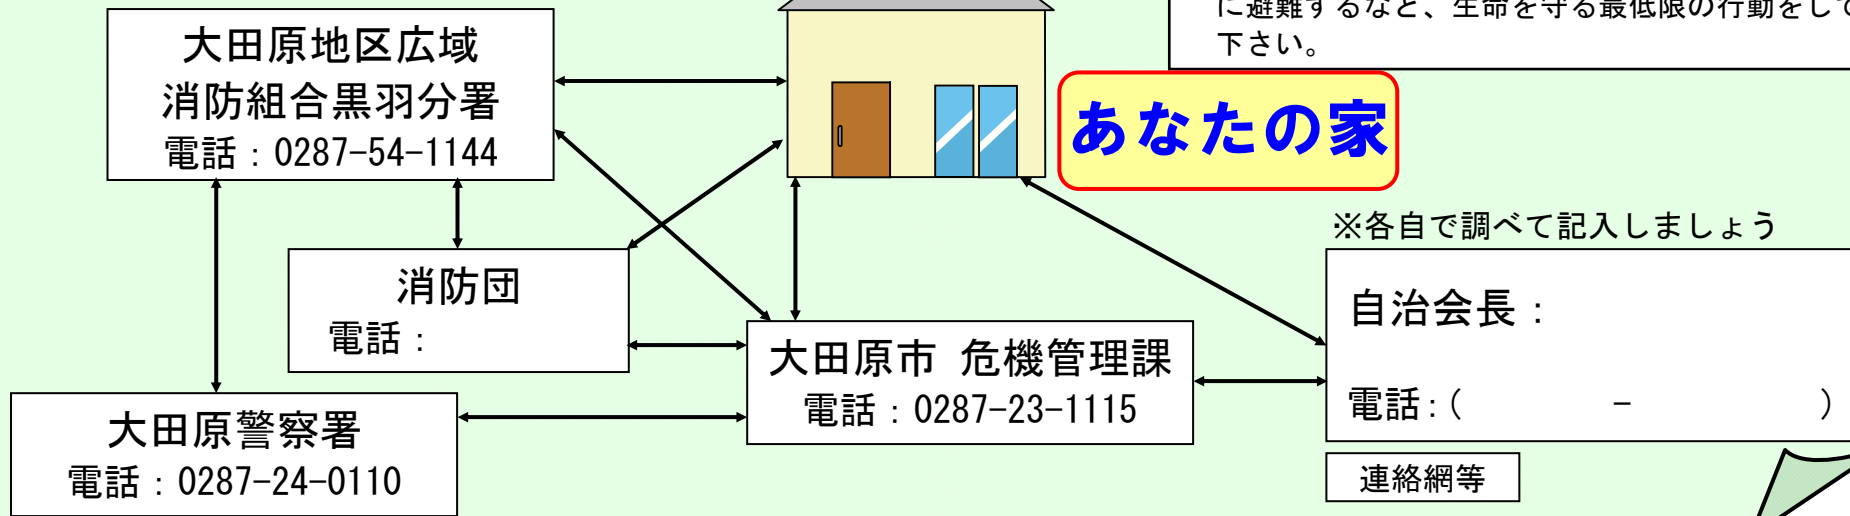 に避難するなど、生命を守る最低限の行動をして
下さい。
大田原地区広域
消防組合黒羽分署
電話：0287-54-1144
あなたの家
※各自で調べて記入しましょう
消防団
電話：
自治会長：
電話：(　　　－　　　)
大田原市 危機管理課
電話：0287-23-1115
大田原警察署
電話：0287-24-0110
連絡網等